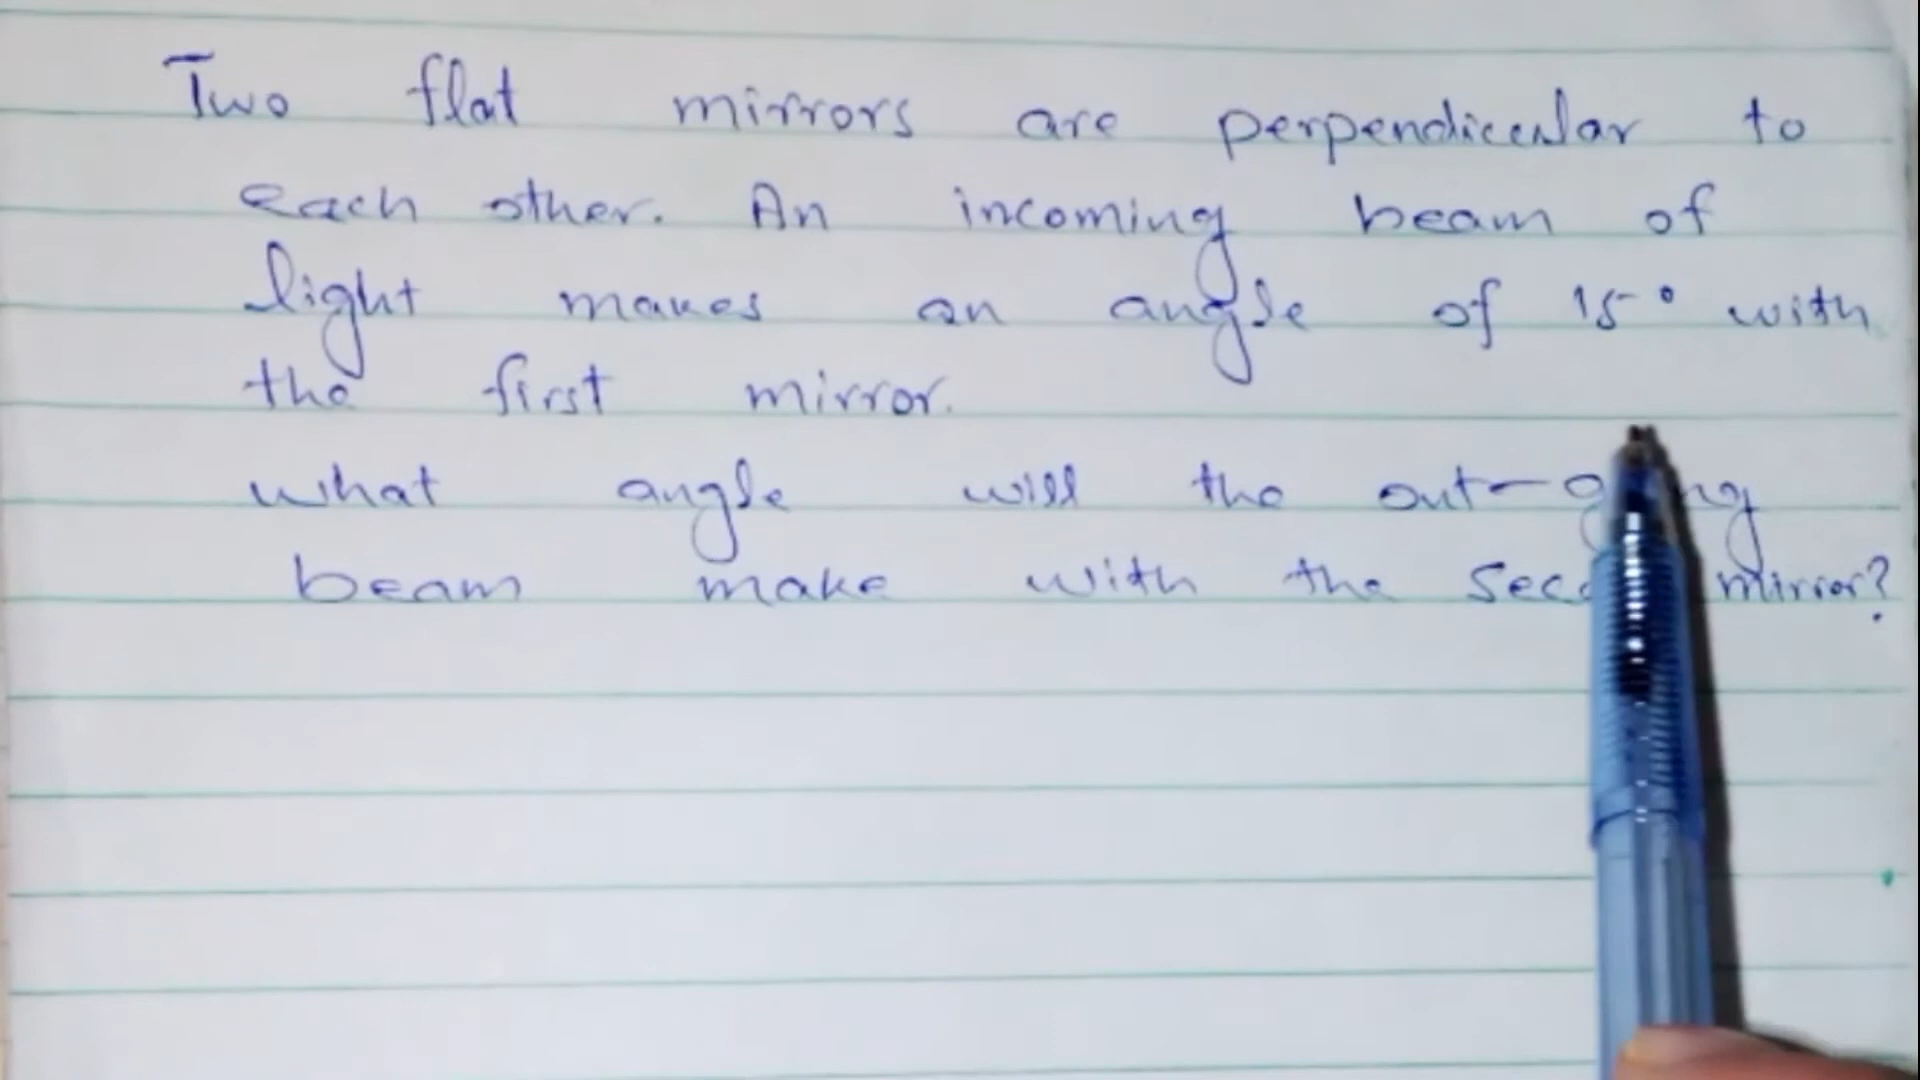 Two flat mirrors are perpendicular to
each other. An incoming beam of
light makes an angle of 15° with
the first mirror.
what angle will the out-going
beam make with the mirror?